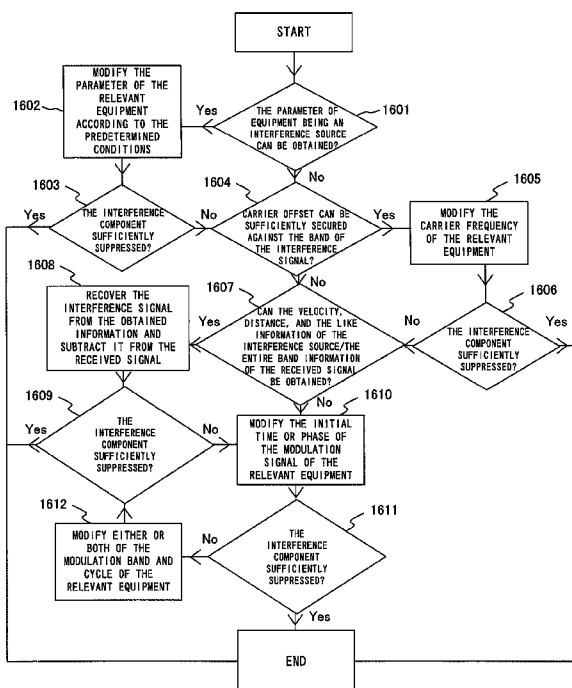 START
MODIFY THE
PARAMETER OF THE
RELEVANT
EQUIPMENT
ACCORDING TO THE
PREDETERMINED
CONDITIONS
1602
Yes
THE PARAMETER OF
EQUIPMENT BEING AN
INTERFERENCE SOURCE
CAN BE OBTAINED?
1601
No
1603
Yes
THE INTERFERENCE
COMPONENT
SUFFICIENTLY
SUPPRESSED?
No
1604
CARRIER OFFSET CAN BE
SUFFICIENTLY SECURED
AGAINST THE BAND OF
THE INTERFERENCE
SIGNAL?
Yes
1605
MODIFY THE
CARRIER FREQUENCY
OF THE RELEVANT
EQUIPMENT
No
1608
RECOVER THE
INTERFERENCE SIGNAL
FROM THE OBTAINED
INFORMATION AND
SUBTRACT IT FROM THE
RECEIVED SIGNAL
Yes
1607
CAN THE VELOCITY,
DISTANCE, AND THE LIKE
INFORMATION OF THE
INTERFERENCE SOURCE/THE
ENTIRE BAND INFORMATION
OF THE RECEIVED SIGNAL
BE OBTAINED?
No
1606
THE INTERFERENCE
COMPONENT
SUFFICIENTLY
SUPPRESSED?
Yes
No
1609
Yes
THE
INTERFERENCE
COMPONENT
SUFFICIENTLY
SUPPRESSED?
No
1610
MODIFY THE INITIAL
TIME OR PHASE OF
THE MODULATION
SIGNAL OF THE
RELEVANT EQUIPMENT
1612
MODIFY EITHER OR
BOTH OF THE
MODULATION BAND AND
CYCLE OF THE
RELEVANT EQUIPMENT
No
1611
THE
INTERFERENCE
COMPONENT
SUFFICIENTLY
SUPPRESSED?
Yes
END